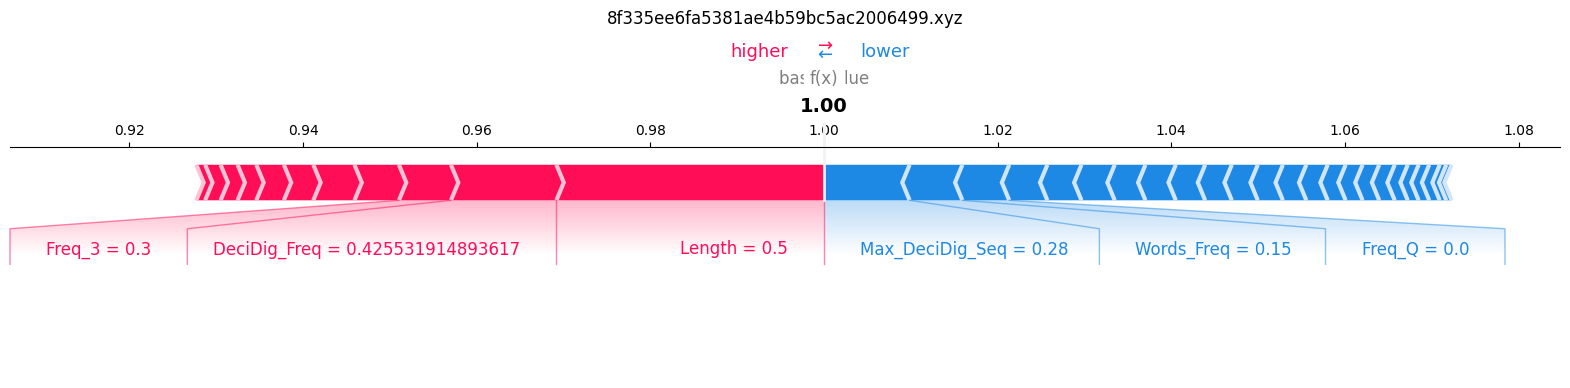 8f335ee6fa5381ae4b59bc5ac2006499.xyz
higher ⇄ lower
bas f(x) lue
1.00
0.92 0.94 0.96 0.98 1.00 1.02 1.04 1.06 1.08
Freq_3 = 0.3 DeciDig_Freq = 0.425531914893617 Length = 0.5 Max_DeciDig_Seq = 0.28 Words_Freq = 0.15 Freq_Q = 0.0